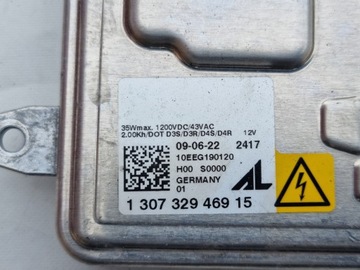 35Wmax. 1200VDC/43VAC
2.00Kh/DOT D3S/D3R/D4S/D4R 12V
09-06-22 2417
10EEG190120
H00 S0000
GERMANY
01
AL
1 307 329 469 15